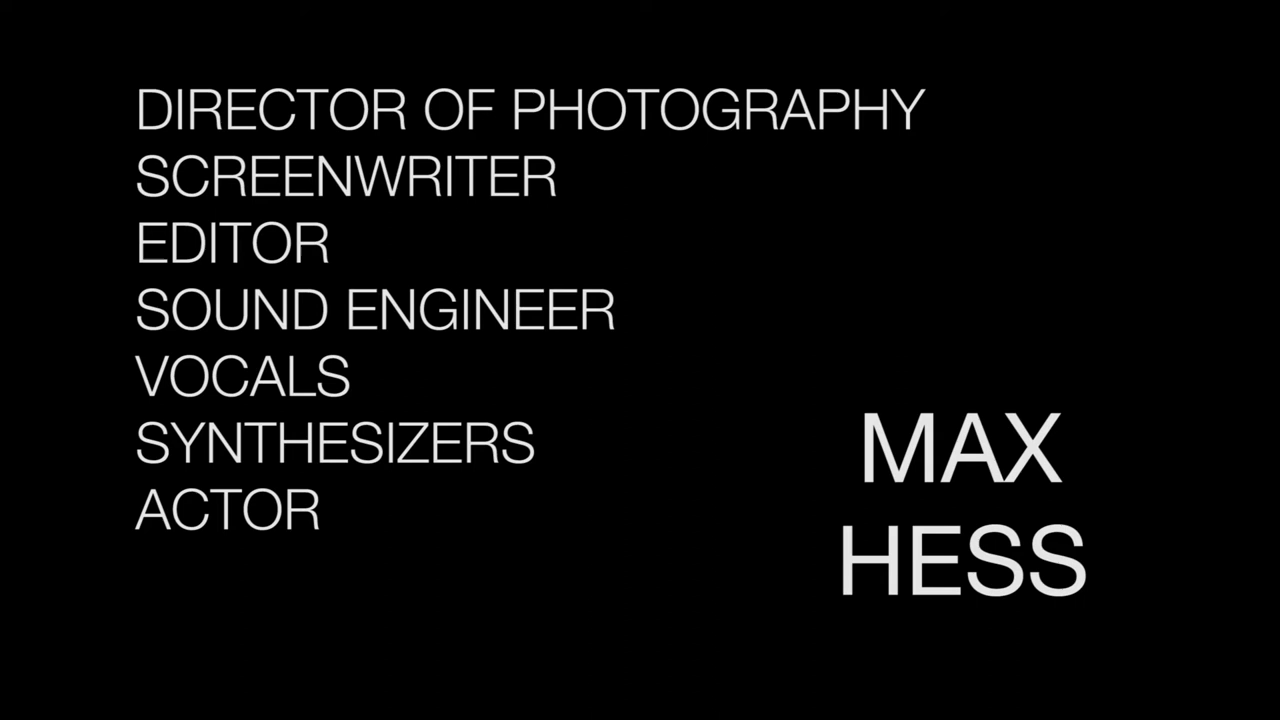 DIRECTOR OF PHOTOGRAPHY
SCREENWRITER
EDITOR
SOUND ENGINEER
VOCALS
SYNTHESIZERS
ACTOR
MAX
HESS